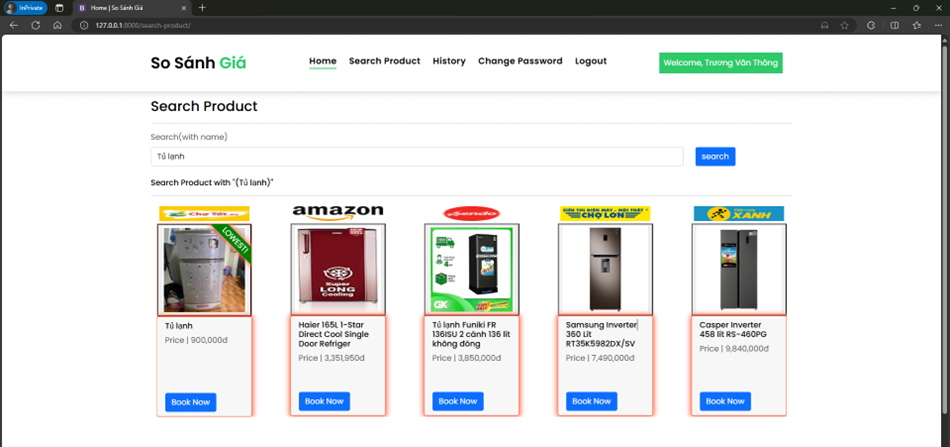 InPrivate
Home | So Sánh Giá
127.0.0.1:8000/search-product/
So Sánh Giá
Home
Search Product
History
Change Password
Logout
Welcome, Trương Văn Thông
Search Product
Search(with name)
Tủ lạnh
search
Search Product with "(Tủ lạnh)"
Chợ Tốt
amazon
Sendo
SIÊU THỊ ĐIỆN MÁY - NỘI THẤT
CHỢ LỚN
XANH
LOWEST!
Super
LONG
Cooling
GK
Tủ lạnh
Price | 900,000đ
Book Now
Haier 165L 1-Star
Direct Cool Single
Door Refriger
Price | 3,351,950đ
Book Now
Tủ lạnh Funiki FR
136ISU 2 cánh 136 lít
không đóng
Price | 3,850,000đ
Book Now
Samsung Inverter
360 Lít
RT35K5982DX/SV
Price | 7,490,000đ
Book Now
Casper Inverter
458 lít RS-460PG
Price | 9,840,000đ
Book Now